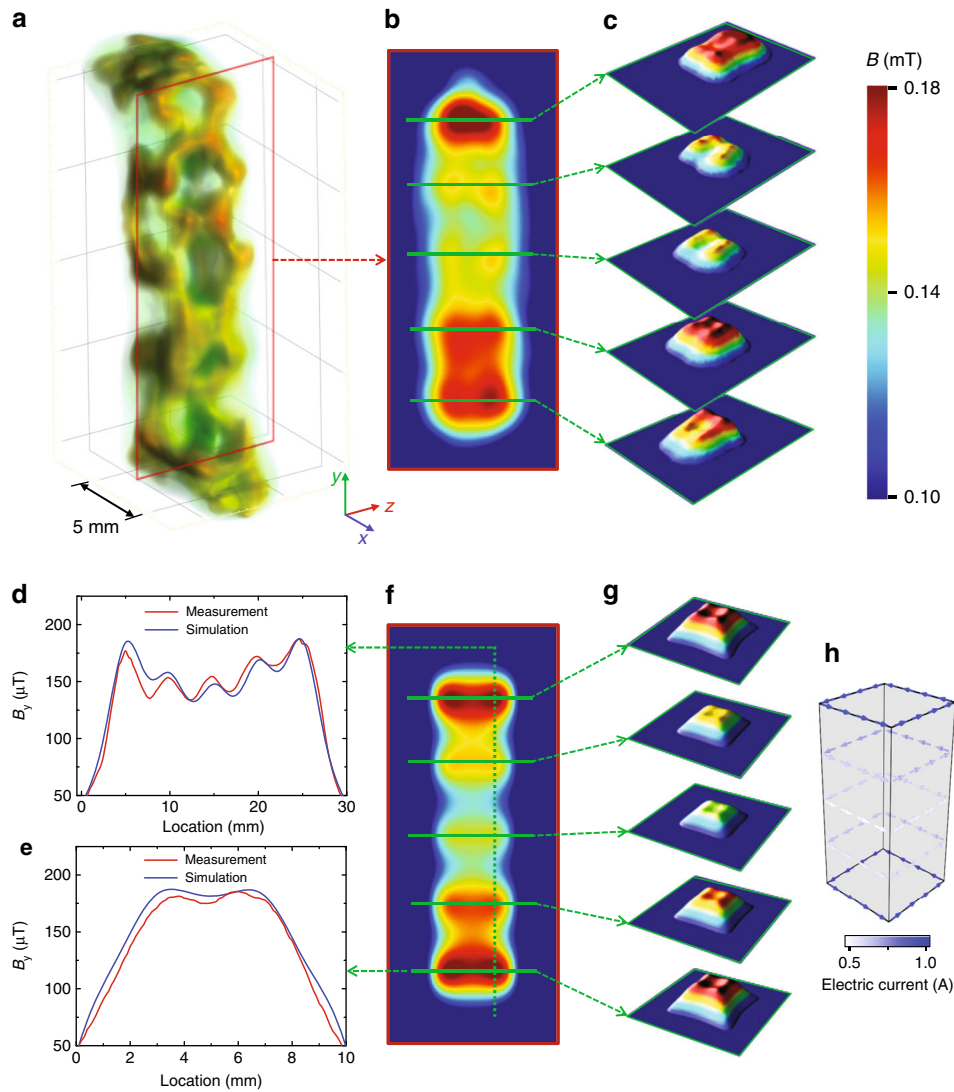 a
b
c
B (mT)
0.18
0.14
0.10
5 mm
y
z
x
d
Measurement
Simulation
200
150
100
50
0
10
20
30
B_y (μT)
Location (mm)
e
Measurement
Simulation
200
150
100
50
0
2
4
6
8
10
B_y (μT)
Location (mm)
f
g
h
0.5
1.0
Electric current (A)